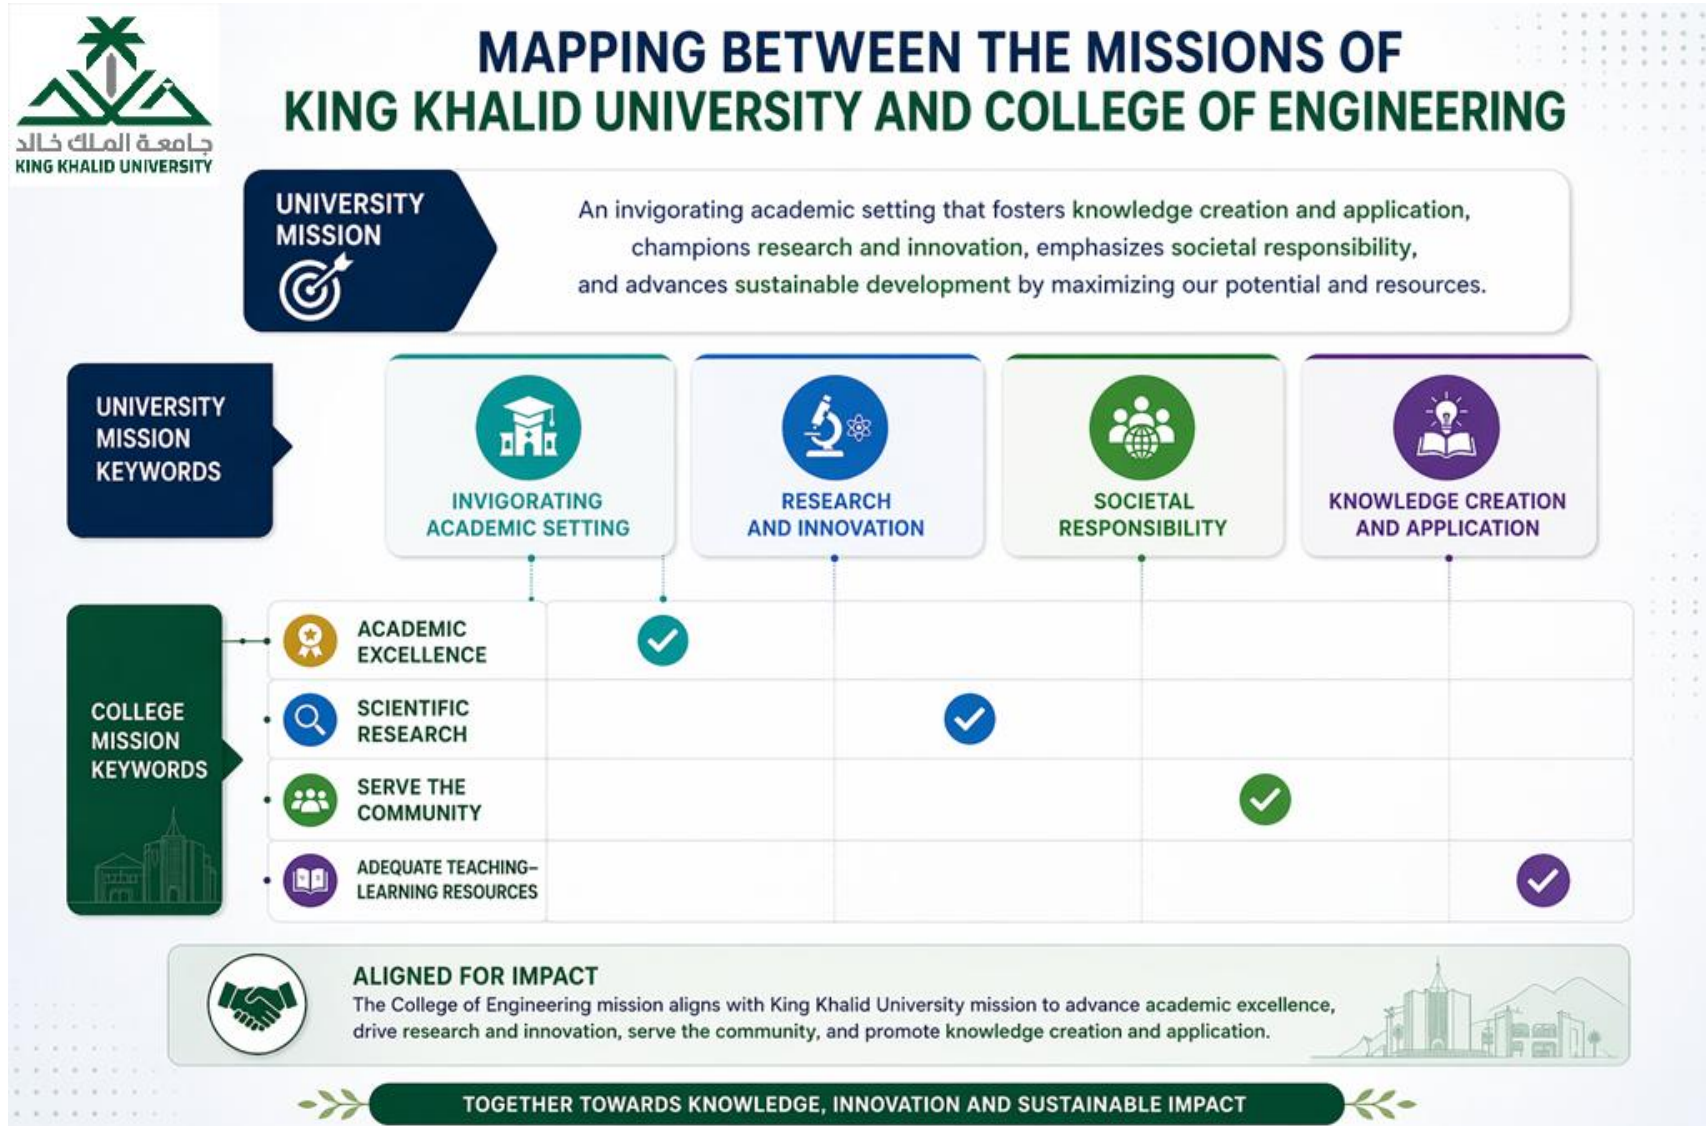 جامعة الملك خالد
KING KHALID UNIVERSITY
MAPPING BETWEEN THE MISSIONS OF
KING KHALID UNIVERSITY AND COLLEGE OF ENGINEERING
UNIVERSITY
MISSION
An invigorating academic setting that fosters knowledge creation and application,
champions research and innovation, emphasizes societal responsibility,
and advances sustainable development by maximizing our potential and resources.
UNIVERSITY
MISSION
KEYWORDS
INVIGORATING
ACADEMIC SETTING
RESEARCH
AND INNOVATION
SOCIETAL
RESPONSIBILITY
KNOWLEDGE CREATION
AND APPLICATION
COLLEGE
MISSION
KEYWORDS
ACADEMIC
EXCELLENCE
SCIENTIFIC
RESEARCH
SERVE THE
COMMUNITY
ADEQUATE TEACHING–
LEARNING RESOURCES
ALIGNED FOR IMPACT
The College of Engineering mission aligns with King Khalid University mission to advance academic excellence,
drive research and innovation, serve the community, and promote knowledge creation and application.
TOGETHER TOWARDS KNOWLEDGE, INNOVATION AND SUSTAINABLE IMPACT